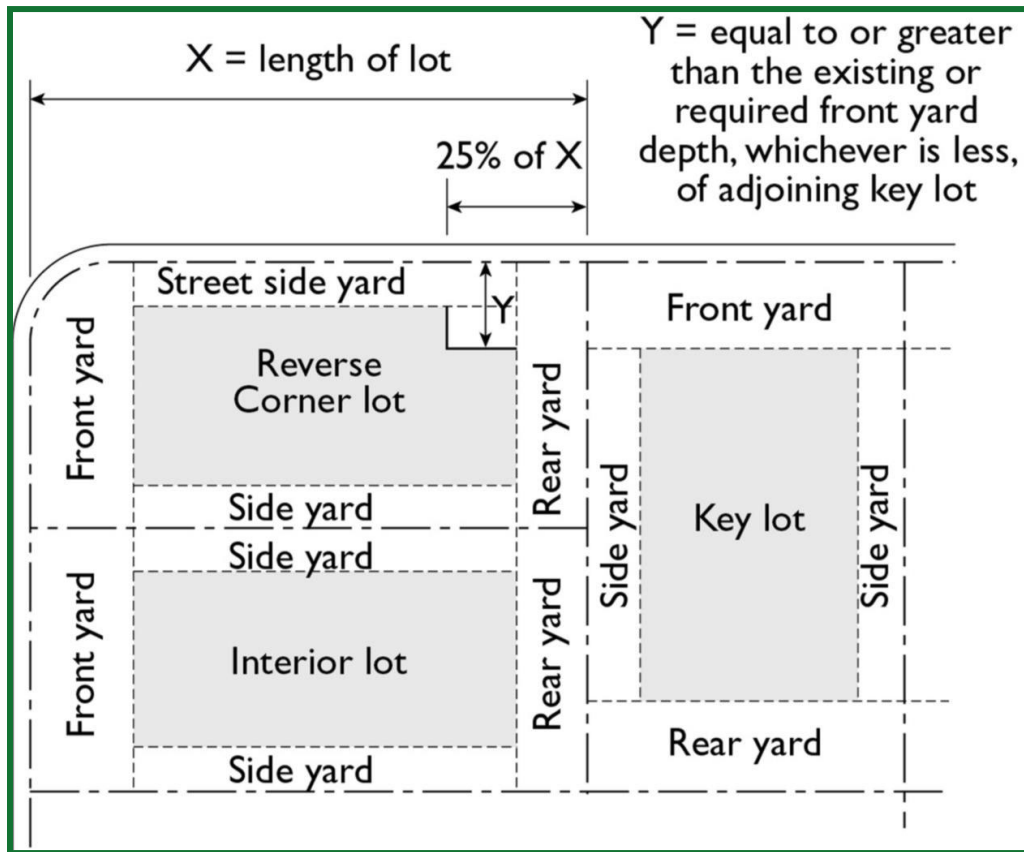 X = length of lot
Y = equal to or greater
than the existing or
required front yard
depth, whichever is less,
of adjoining key lot
25% of X
Street side yard
Y
Front yard
Front yard
Reverse
Corner lot
Rear yard
Side yard
Side yard
Key lot
Side yard
Side yard
Front yard
Interior lot
Rear yard
Side yard
Rear yard